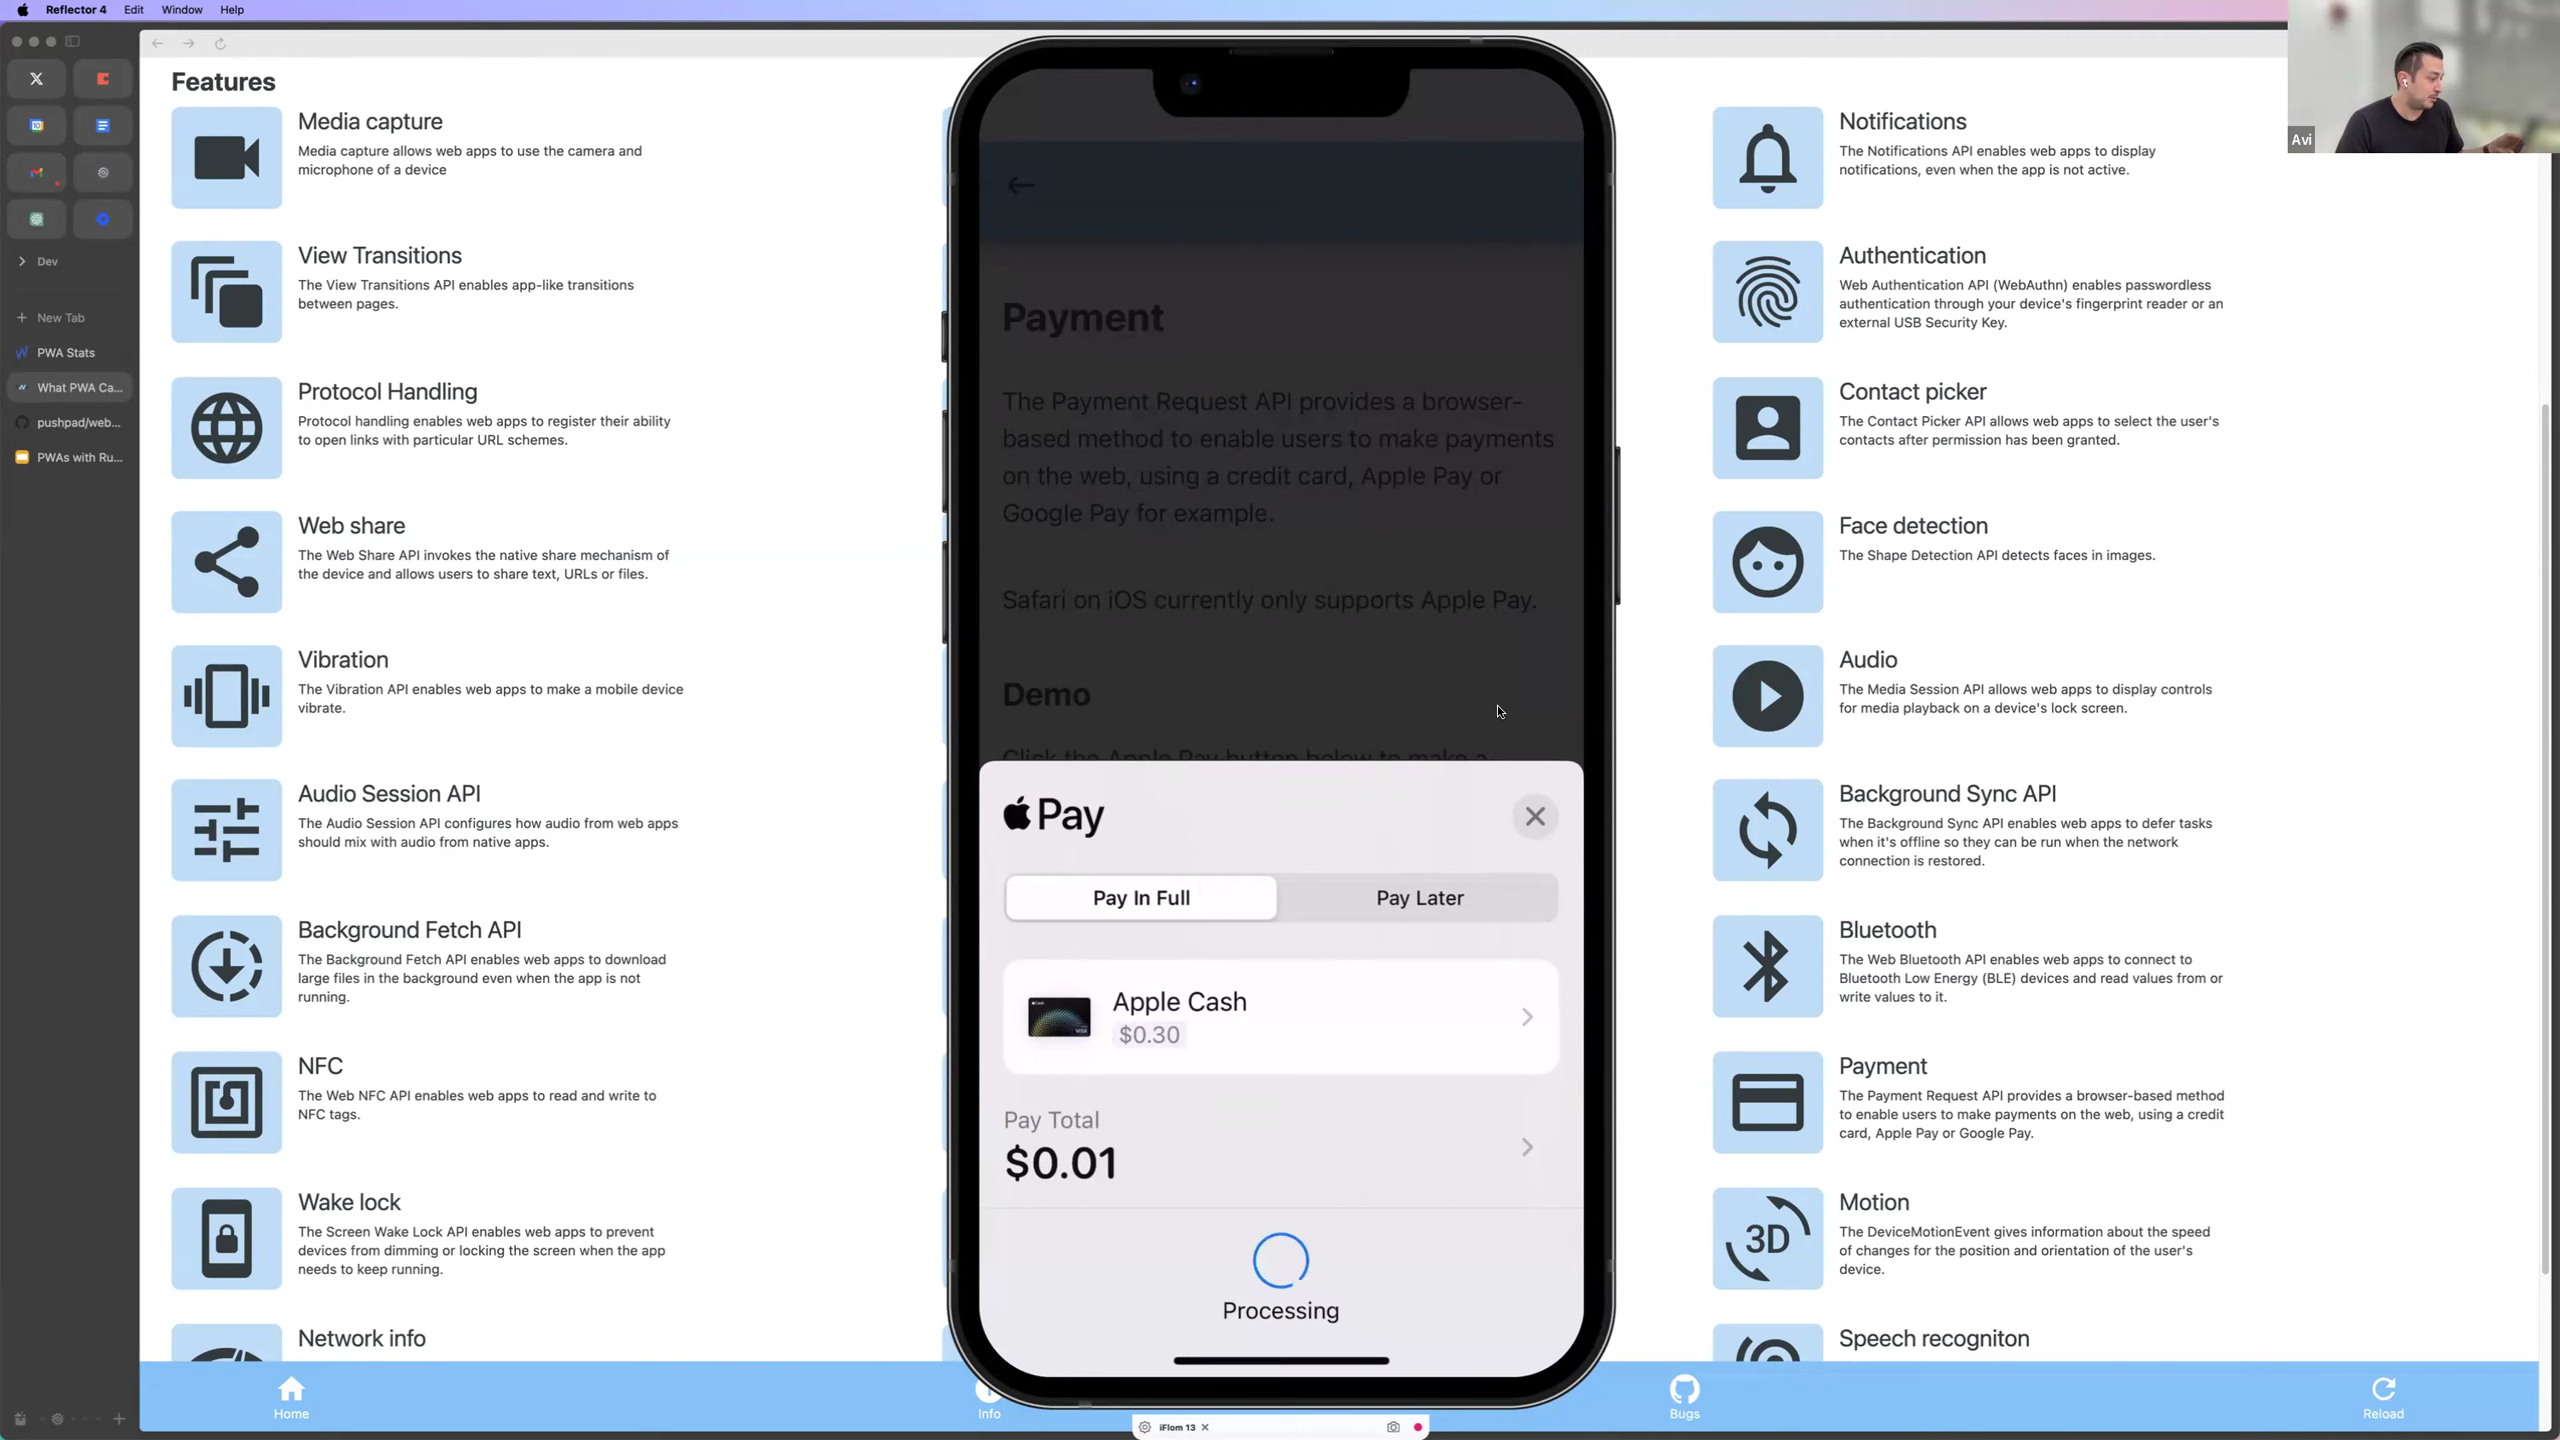 Reflector 4 Edit Window Help
Avi
Dev
New Tab
PWA Stats
What PWA Ca...
pushpad/web...
PWAs with Ru...
Features
Media capture
Media capture allows web apps to use the camera and
microphone of a device
View Transitions
The View Transitions API enables app-like transitions
between pages.
Protocol Handling
Protocol handling enables web apps to register their ability
to open links with particular URL schemes.
Web share
The Web Share API invokes the native share mechanism of
the device and allows users to share text, URLs or files.
Vibration
The Vibration API enables web apps to make a mobile device
vibrate.
Audio Session API
The Audio Session API configures how audio from web apps
should mix with audio from native apps.
Background Fetch API
The Background Fetch API enables web apps to download
large files in the background even when the app is not
running.
NFC
The Web NFC API enables web apps to read and write to
NFC tags.
Wake lock
The Screen Wake Lock API enables web apps to prevent
devices from dimming or locking the screen when the app
needs to keep running.
Network info
Payment
The Payment Request API provides a browser-
based method to enable users to make payments
on the web, using a credit card, Apple Pay or
Google Pay for example.
Safari on iOS currently only supports Apple Pay.
Demo
Click the Apple Pay button below to make a
Pay
Pay In Full
Pay Later
Apple Cash
$0.30
Pay Total
$0.01
Processing
Notifications
The Notifications API enables web apps to display
notifications, even when the app is not active.
Authentication
Web Authentication API (WebAuthn) enables passwordless
authentication through your device's fingerprint reader or an
external USB Security Key.
Contact picker
The Contact Picker API allows web apps to select the user's
contacts after permission has been granted.
Face detection
The Shape Detection API detects faces in images.
Audio
The Media Session API allows web apps to display controls
for media playback on a device's lock screen.
Background Sync API
The Background Sync API enables web apps to defer tasks
when it's offline so they can be run when the network
connection is restored.
Bluetooth
The Web Bluetooth API enables web apps to connect to
Bluetooth Low Energy (BLE) devices and read values from or
write values to it.
Payment
The Payment Request API provides a browser-based method
to enable users to make payments on the web, using a credit
card, Apple Pay or Google Pay.
Motion
3D
The DeviceMotionEvent gives information about the speed
of changes for the position and orientation of the user's
device.
Speech recogniton
Home
Info
Bugs
Reload
iFlom 13